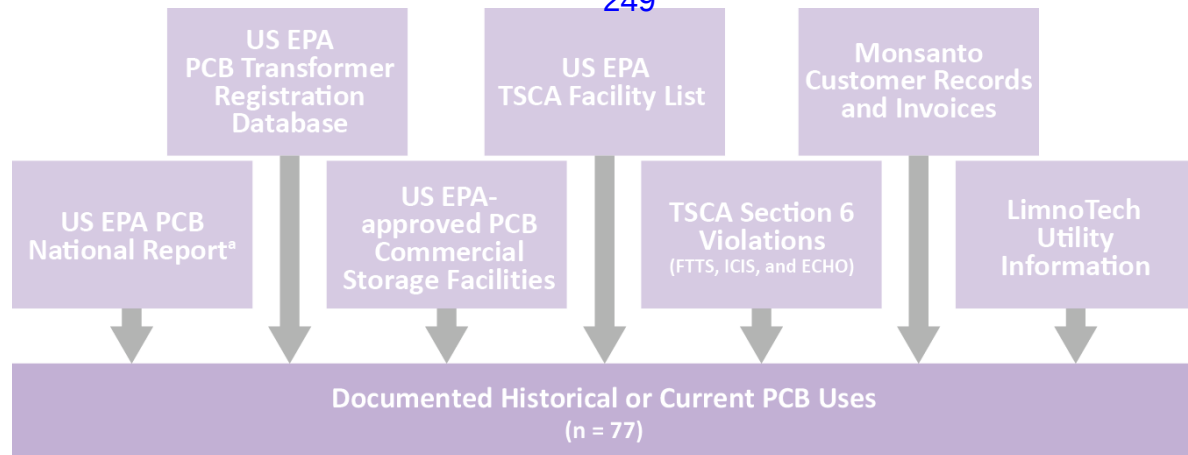 249
US EPA
PCB Transformer
Registration
Database
US EPA
TSCA Facility List
Monsanto
Customer Records
and Invoices
US EPA PCB
National Reportᵃ
US EPA-
approved PCB
Commercial
Storage Facilities
TSCA Section 6
Violations
(FTTS, ICIS, and ECHO)
LimnoTech
Utility
Information
Documented Historical or Current PCB Uses
(n = 77)